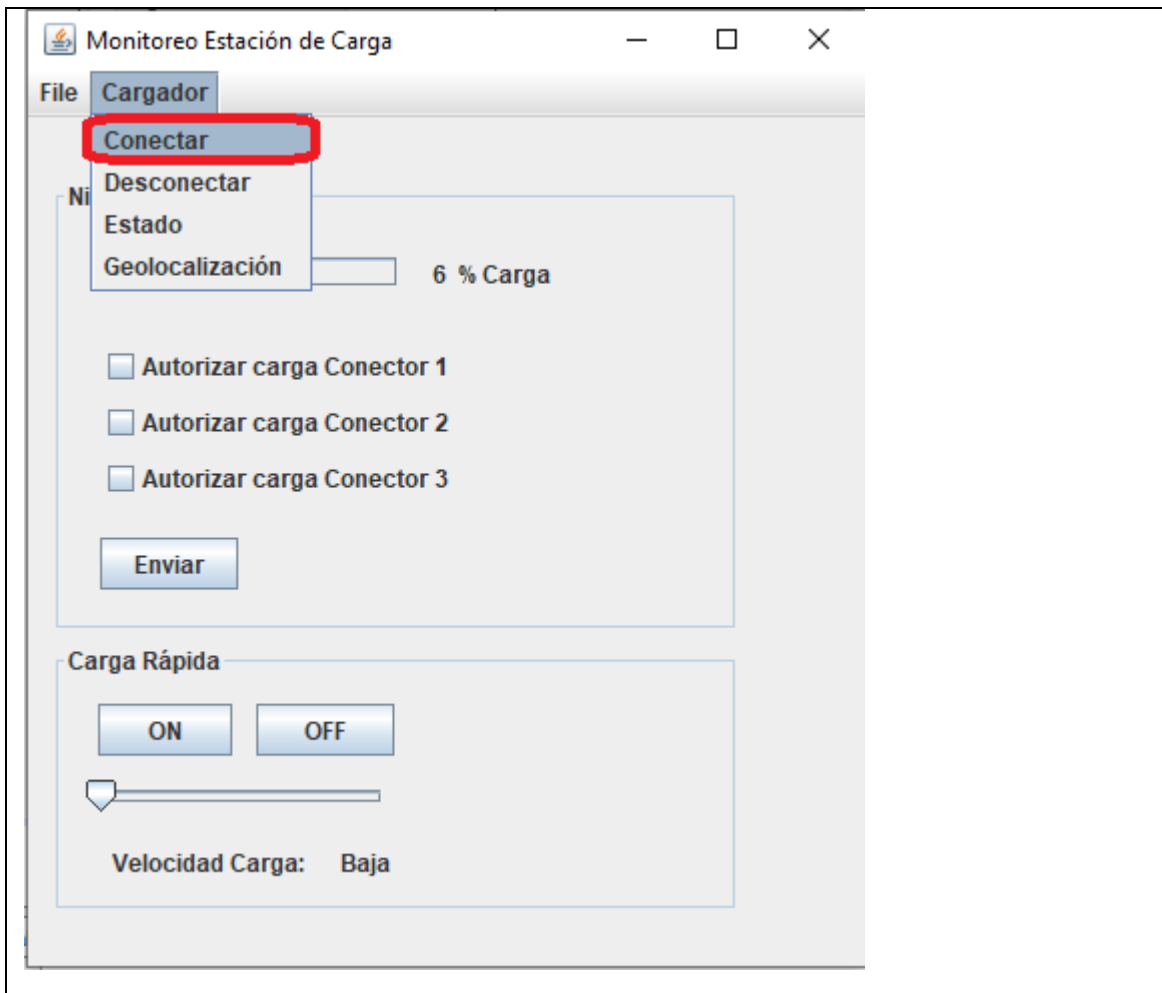 Monitoreo Estación de Carga
File Cargador
Conectar
Desconectar
Ni
Estado
Geolocalización
6 % Carga
Autorizar carga Conector 1
Autorizar carga Conector 2
Autorizar carga Conector 3
Enviar
Carga Rápida
ON OFF
Velocidad Carga: Baja